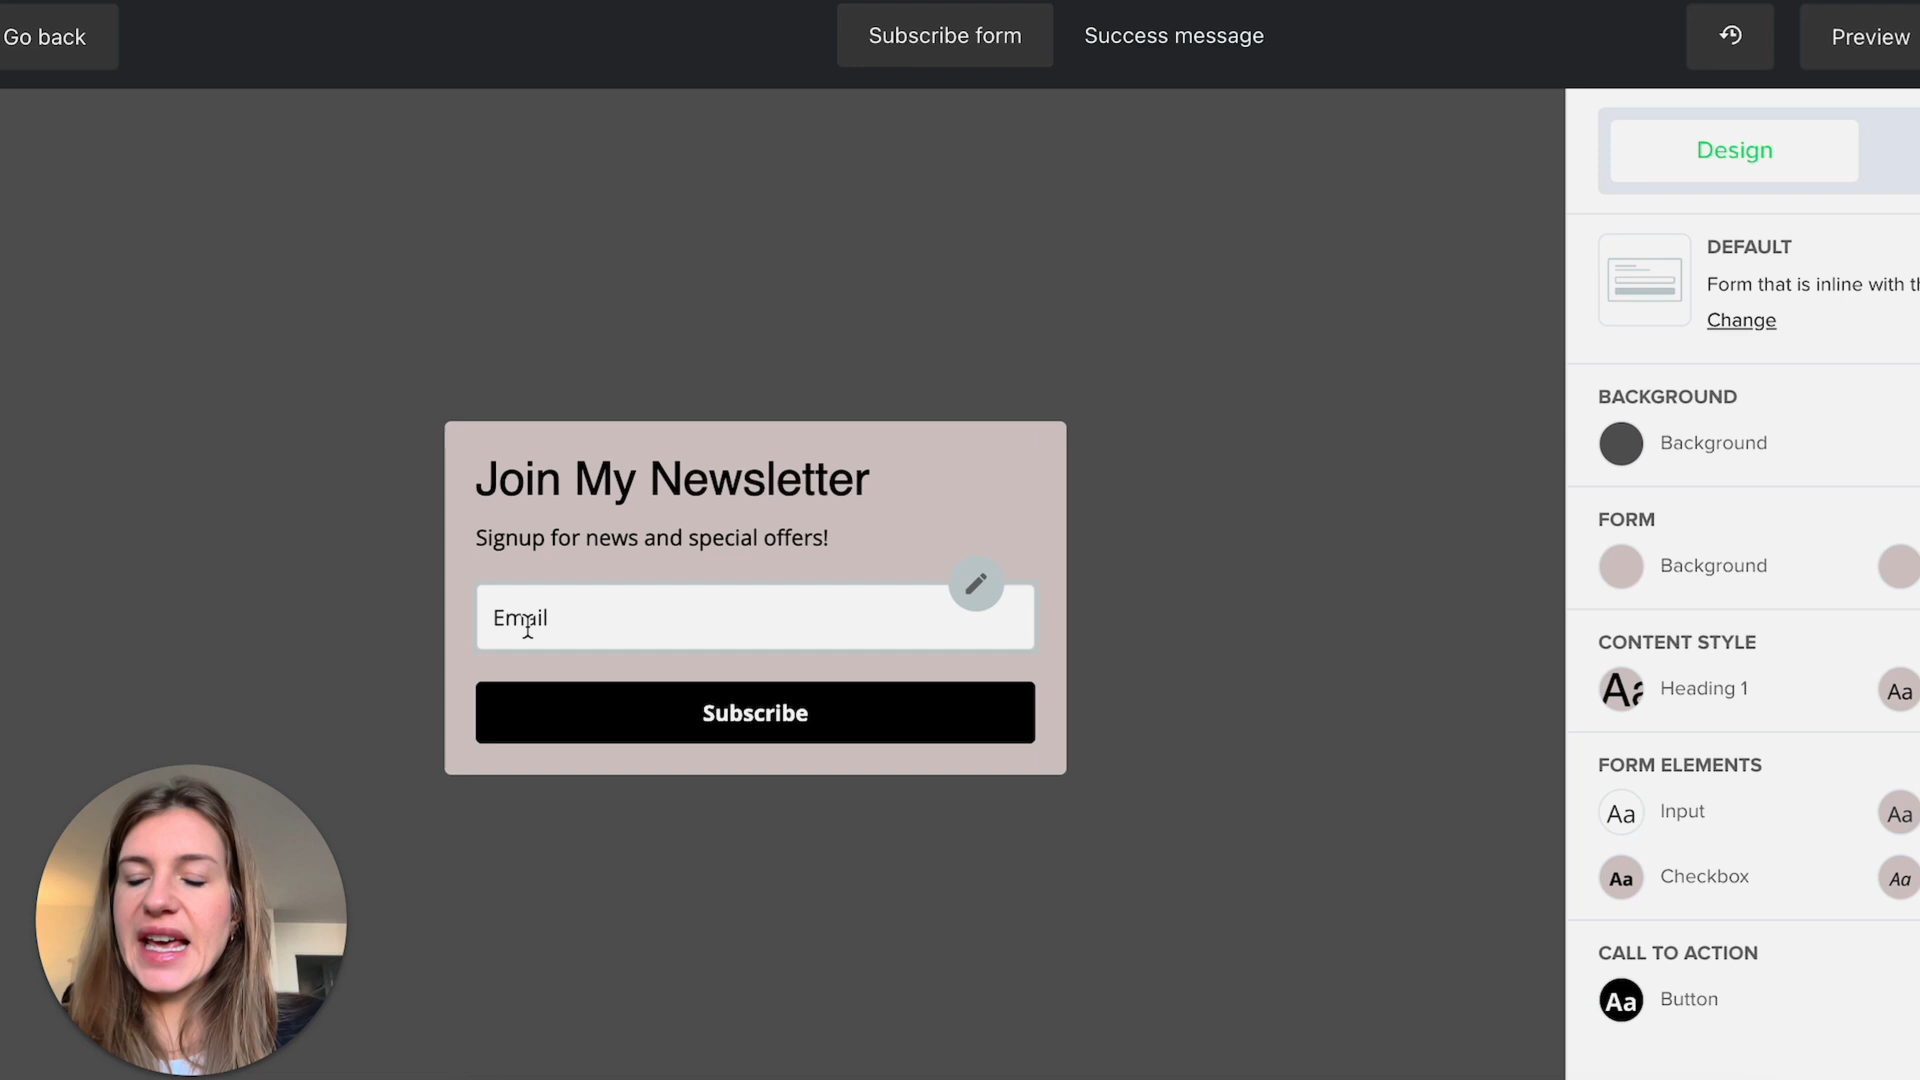 Go back
Subscribe form
Success message
Preview
Join My Newsletter
Signup for news and special offers!
Email
Subscribe
Design
DEFAULT
Form that is inline with th
Change
BACKGROUND
Background
FORM
Background
CONTENT STYLE
Aa Heading 1 Aa
FORM ELEMENTS
Aa Input Aa
Aa Checkbox Aa
CALL TO ACTION
Aa Button